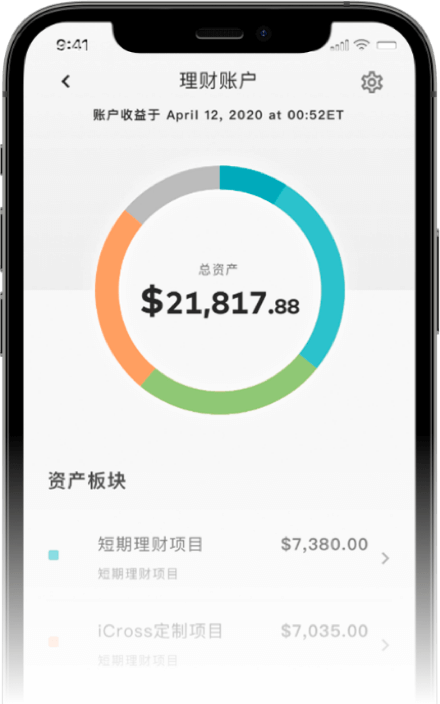 9:41
理财账户
账户收益于 April 12, 2020 at 00:52ET
总资产
$21,817.88
资产板块
短期理财项目 $7,380.00
短期理财项目
iCross定制项目 $7,035.00
短期理财项目